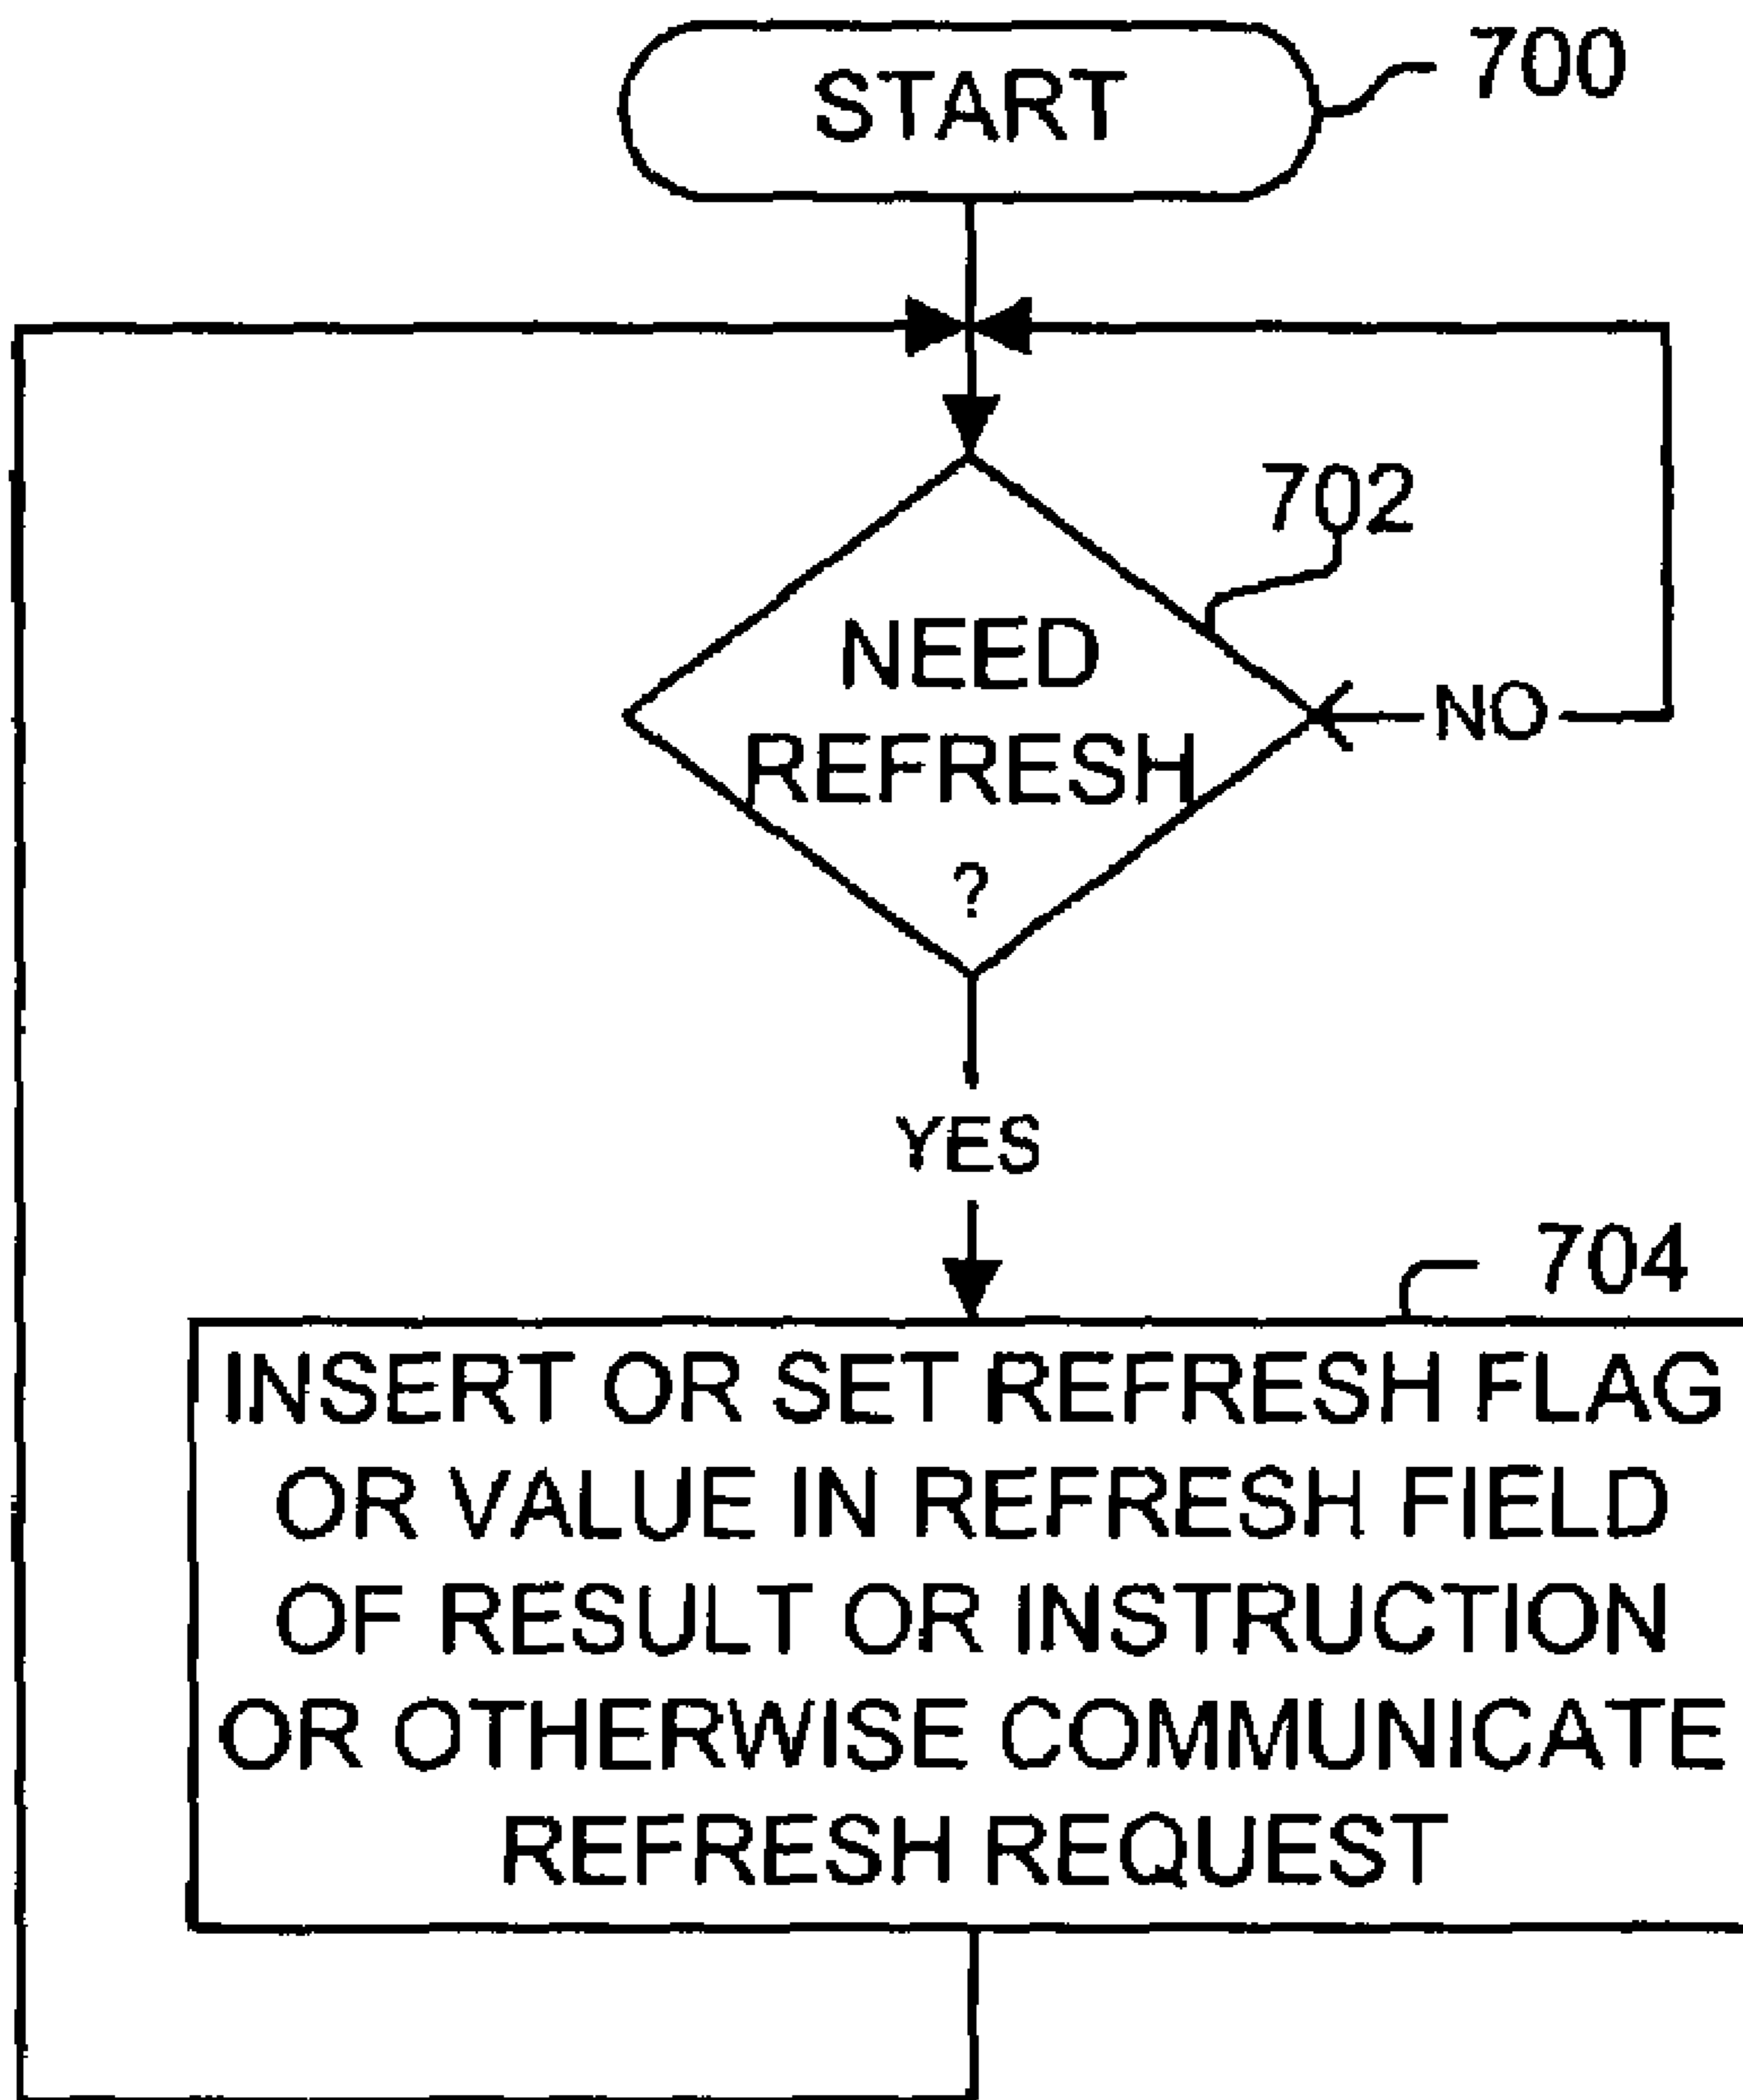 START
700
702
NEED
REFRESH
?
NO
YES
704
INSERT OR SET REFRESH FLAG
OR VALUE IN REFRESH FIELD
OF RESULT OR INSTRUCTION
OR OTHERWISE COMMUNICATE
REFRESH REQUEST